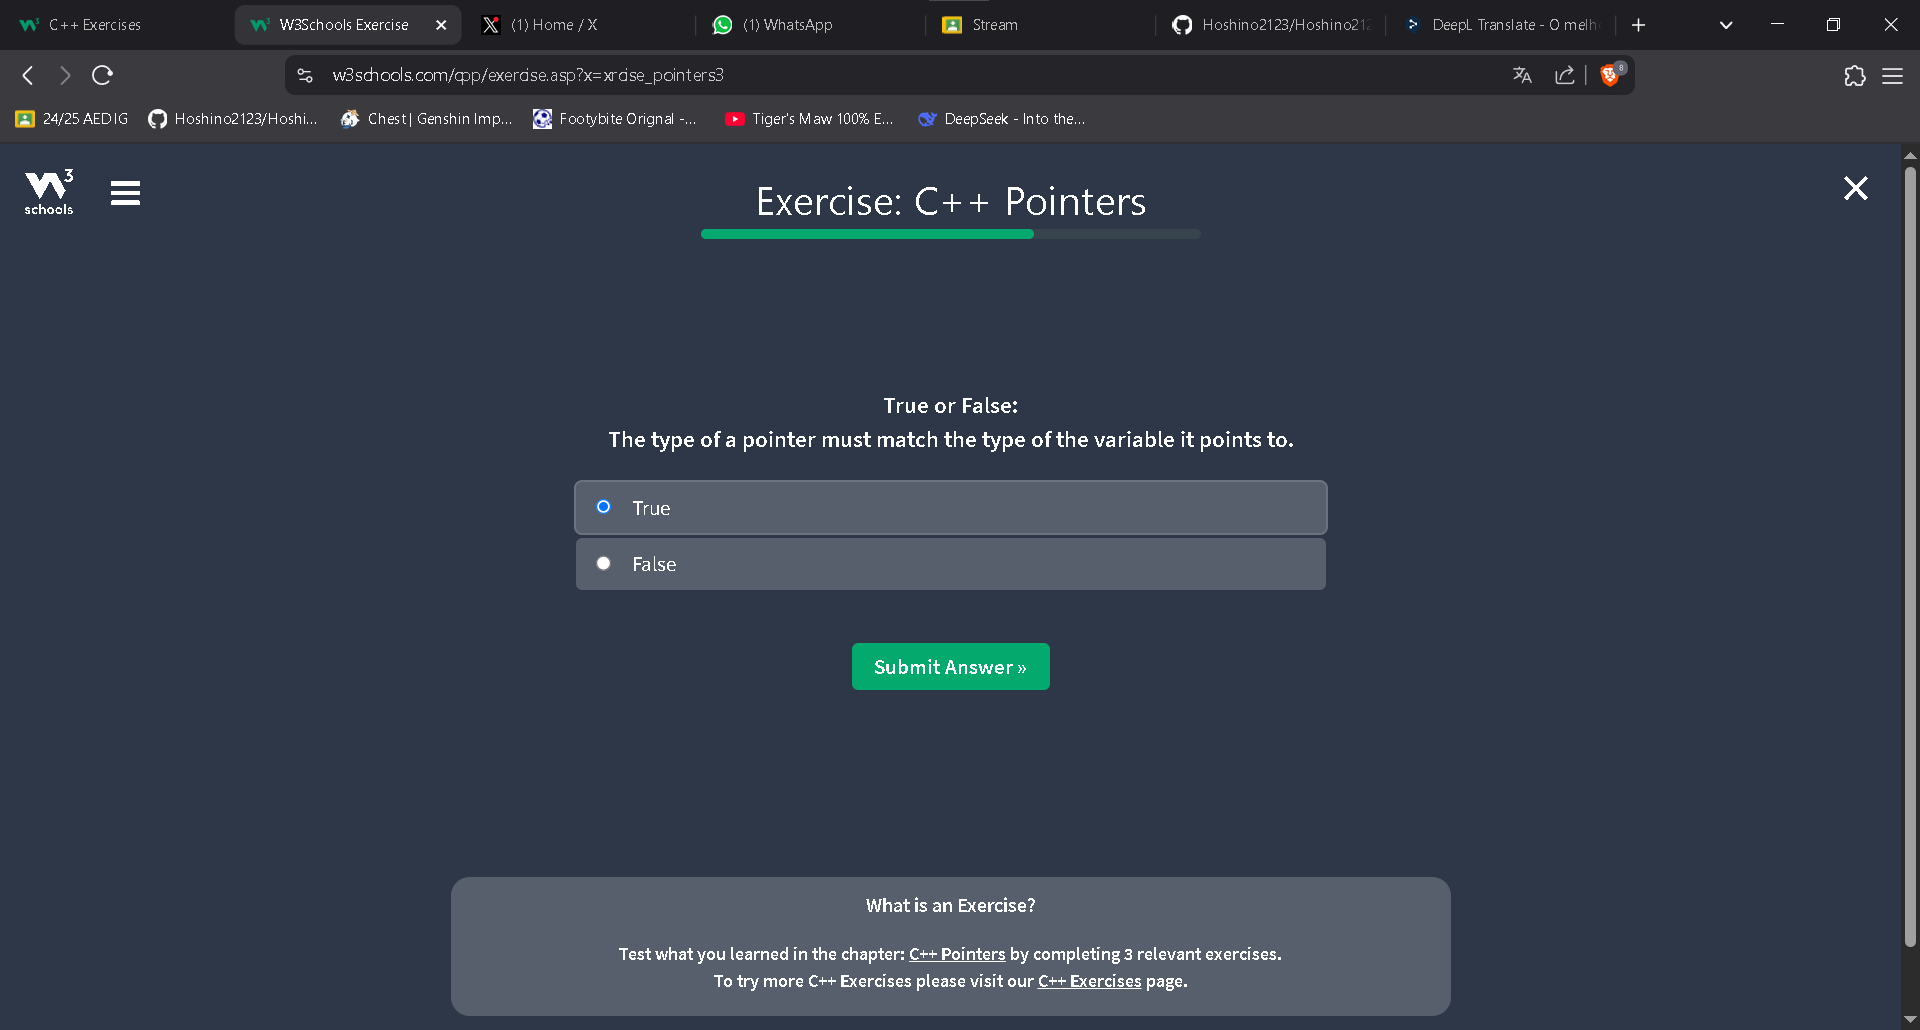 C++ Exercises
W3Schools Exercise
(1) Home / X
(1) WhatsApp
Stream
Hoshino2123/Hoshino212
DeepL Translate - O melh
w3schools.com/cpp/exercise.asp?x=xrcise_pointers3
24/25 AEDIG
Hoshino2123/Hoshi...
Chest | Genshin Imp...
Footybite Orignal -...
Tiger's Maw 100% E...
DeepSeek - Into the...
3
schools
Exercise: C++ Pointers
True or False:
The type of a pointer must match the type of the variable it points to.
True
False
Submit Answer »
What is an Exercise?
Test what you learned in the chapter: C++ Pointers by completing 3 relevant exercises.
To try more C++ Exercises please visit our C++ Exercises page.